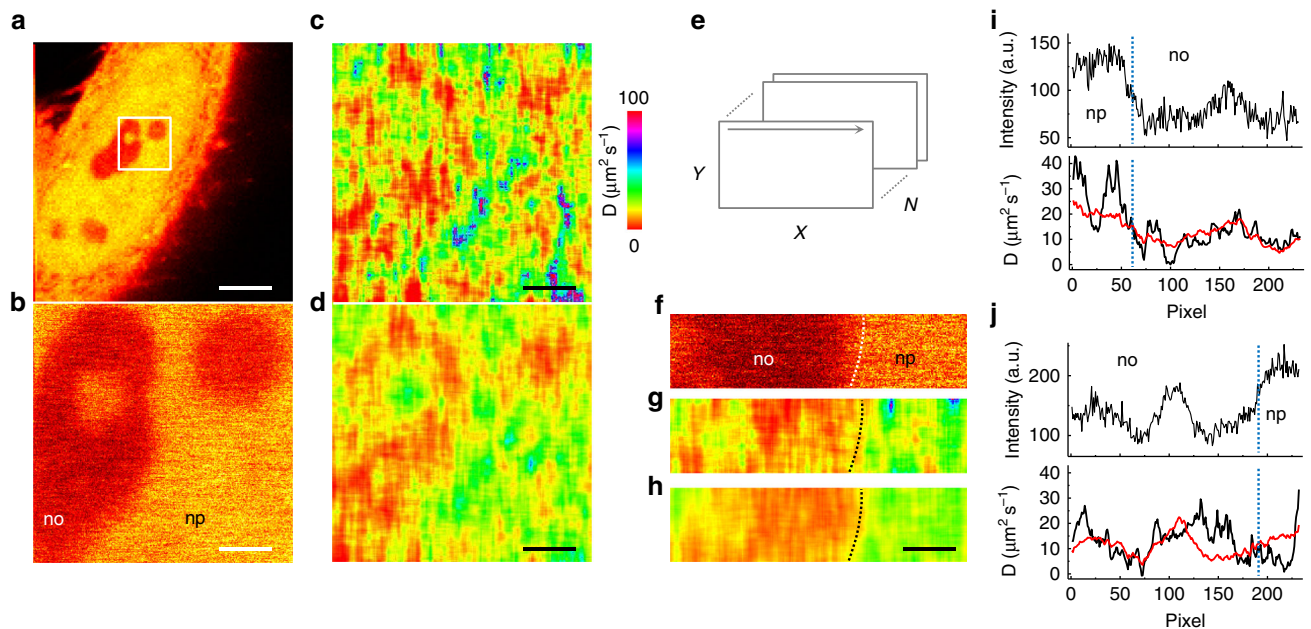 a
b
no
np
c
d
100
D (µm² s⁻¹)
0
e
Y
X
N
f
no
np
g
h
i
Intensity (a.u.)
150
100
50
no
np
D (µm² s⁻¹)
40
30
20
10
0
0 50 100 150 200
Pixel
j
Intensity (a.u.)
200
100
no
np
D (µm² s⁻¹)
40
30
20
10
0
0 50 100 150 200
Pixel